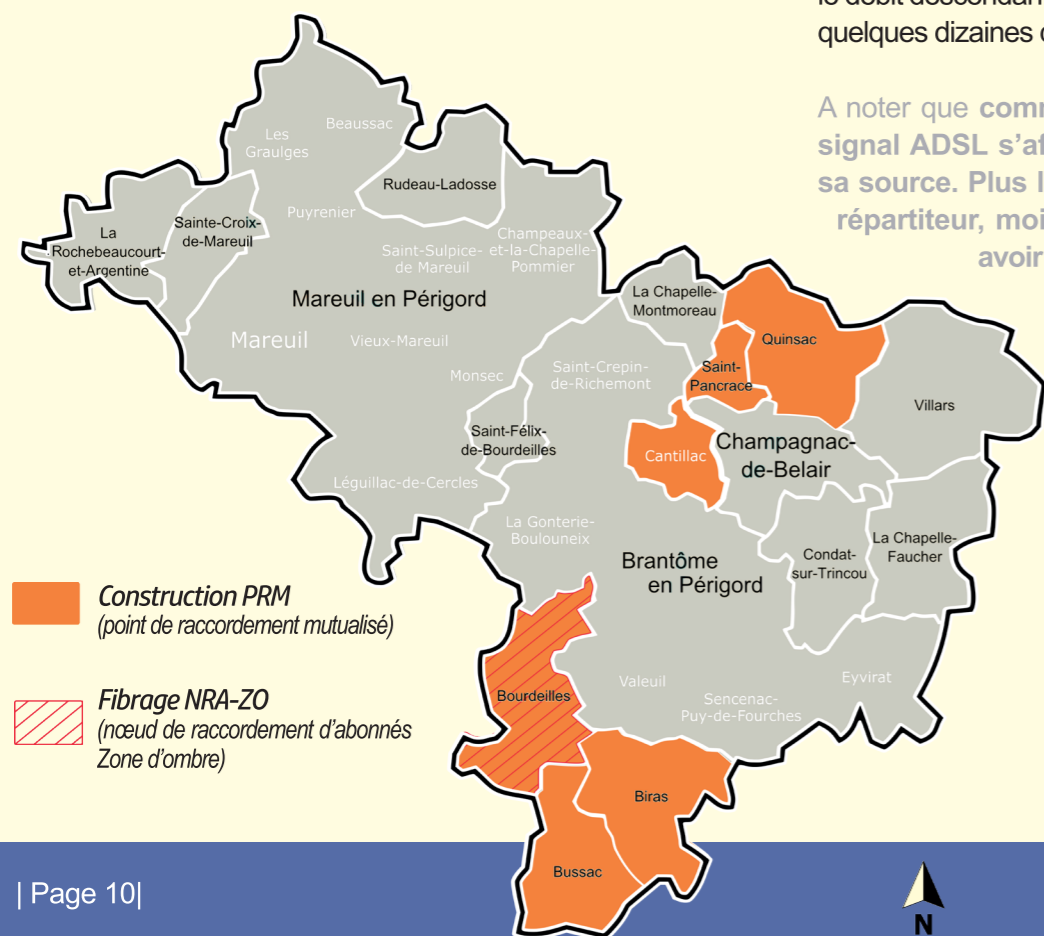 le débit descendan
quelques dizaines
A noter que comm
signal ADSL s'af
sa source. Plus l
répartiteur, moi
avoir
Beaussac
Les
Graulges
Rudeau-Ladosse
Puyrenier
Sainte-Croix-
de-Mareuil
La
Rochebeaucourt-
et-Argentine
Champeaux-
et-la-Chapelle-
Pommier
Saint-Sulpice-
de Mareuil
Mareuil en Périgord
La Chapelle-
Montmoreau
Mareuil
Vieux-Mareuil
Quinsac
Saint-Crepin-
de-Richemont
Saint-
Pancrace
Monsec
Villars
Saint-Félix-
de-Bourdeilles
Champagnac-
de-Belair
Cantillac
Léguillac-de-Cercles
La Gonterie-
Boulouneix
La Chapelle-
Faucher
Condat-
sur-Trincou
Brantôme
en Périgord
Construction PRM
(point de raccordement mutualisé)
Valeuil
Eyvirat
Bourdeilles
Sencenac-
Puy-de-Fourches
Fibrage NRA-ZO
(nœud de raccordement d'abonnés
Zone d'ombre)
Biras
Bussac
| Page 10|
N